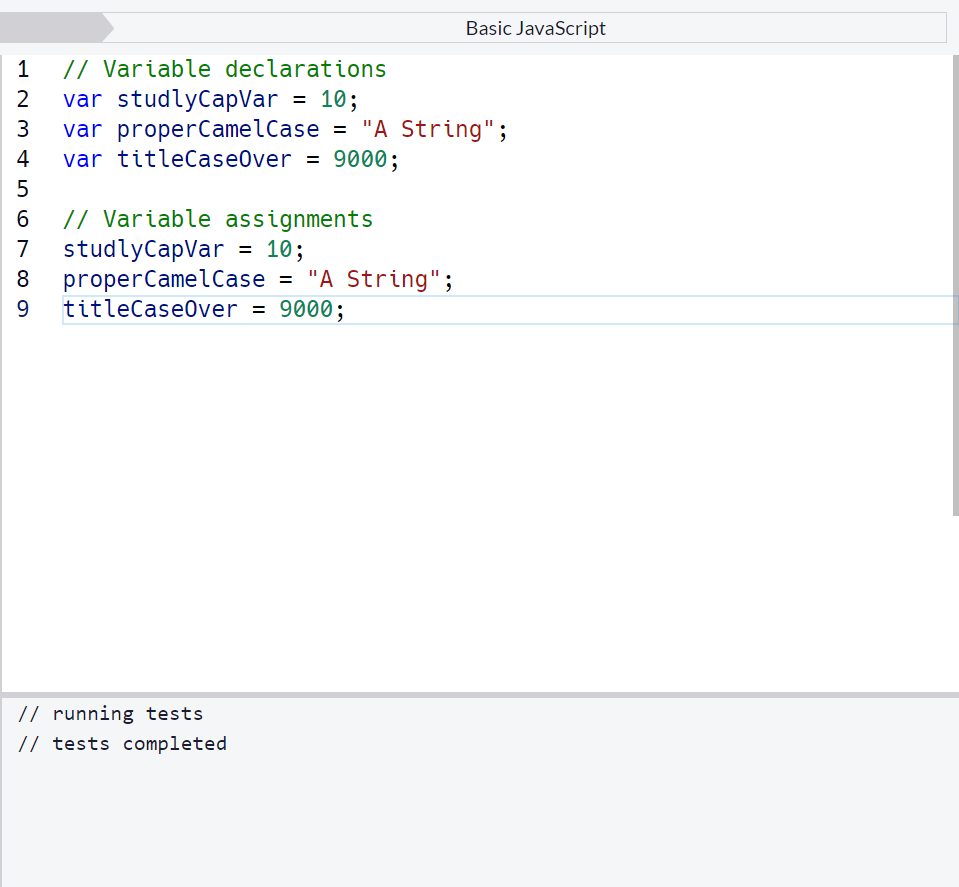 Basic JavaScript
1 // Variable declarations
2 var studlyCapVar = 10;
3 var properCamelCase = "A String";
4 var titleCaseOver = 9000;
5
6 // Variable assignments
7 studlyCapVar = 10;
8 properCamelCase = "A String";
9 titleCaseOver = 9000;
// running tests
// tests completed